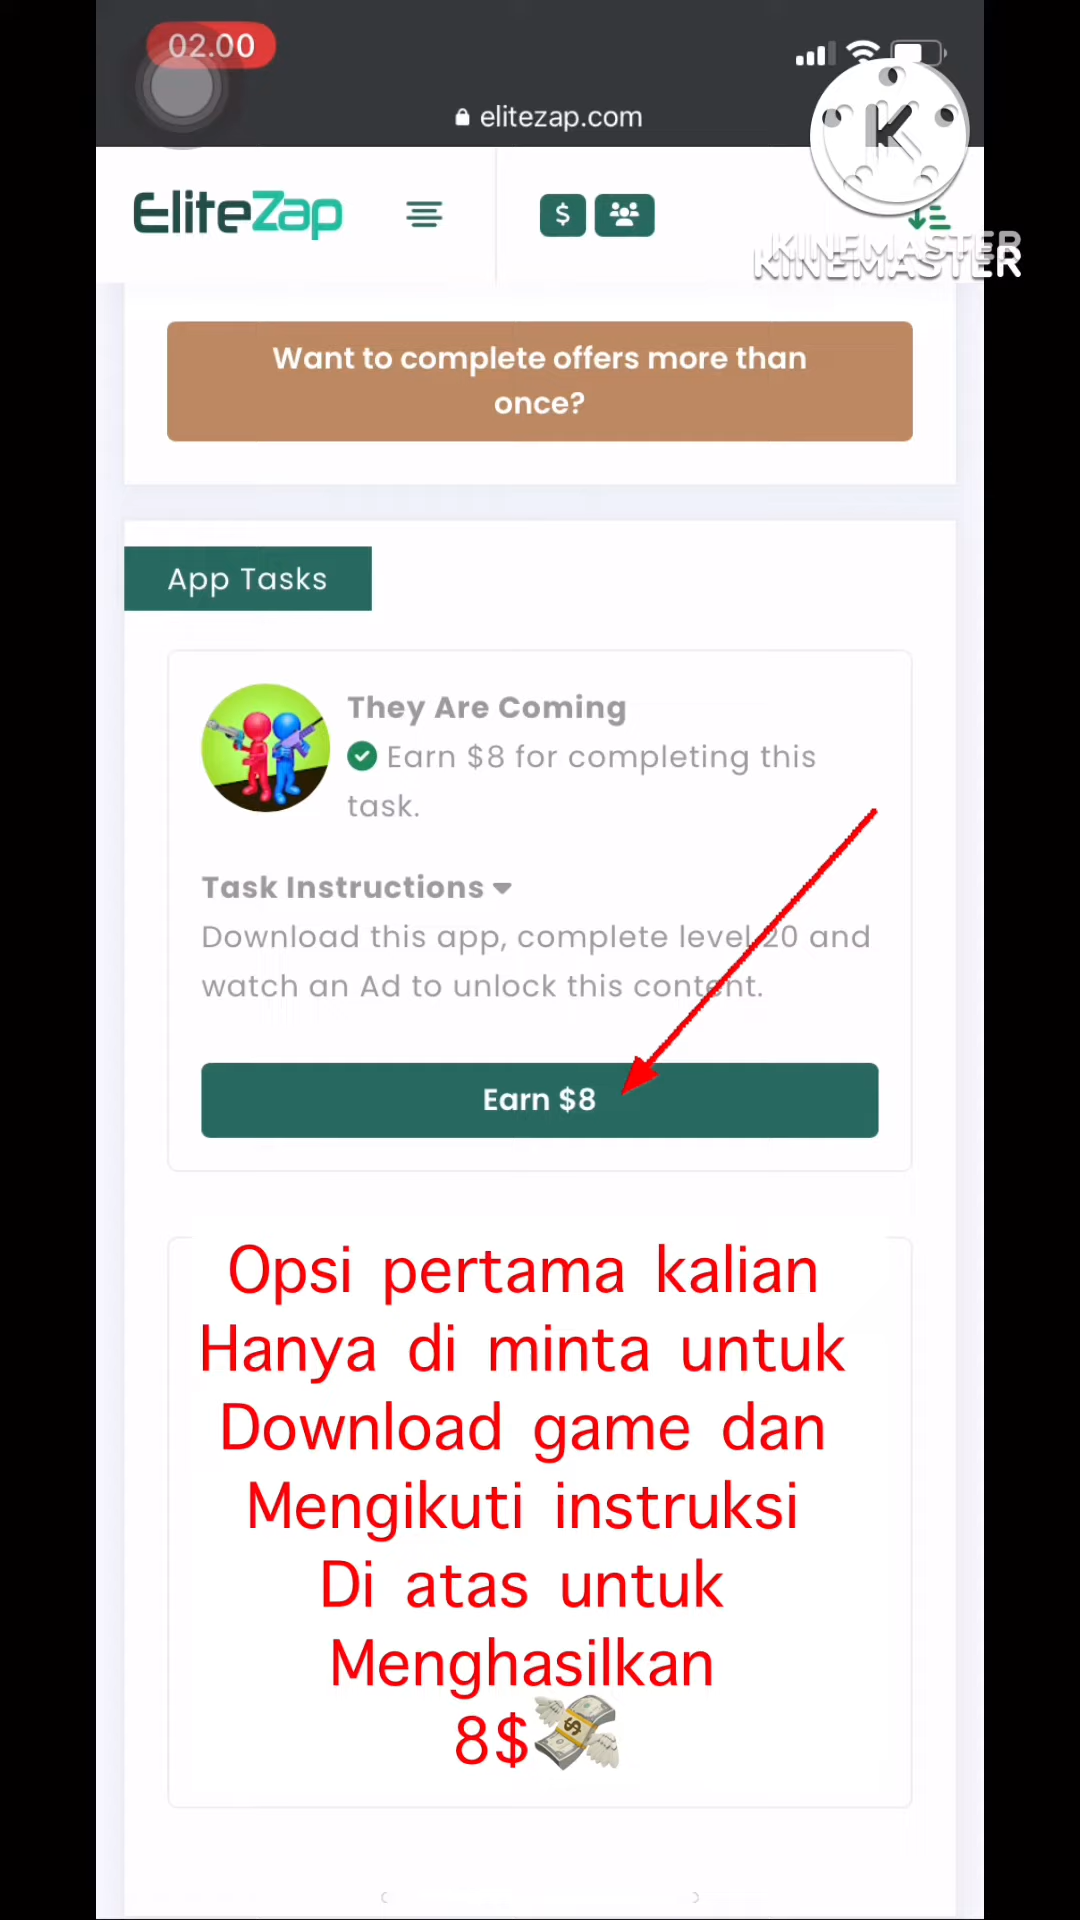 02.00
elitezap.com
EliteZap
KINEMASTER
KINEMASTER
Want to complete offers more than
once?
App Tasks
They Are Coming
Earn $8 for completing this
task.
Task Instructions
Download this app, complete level 20 and
watch an Ad to unlock this content.
Earn $8
Opsi pertama kalian
Hanya di minta untuk
Download game dan
Mengikuti instruksi
Di atas untuk
Menghasilkan
8$